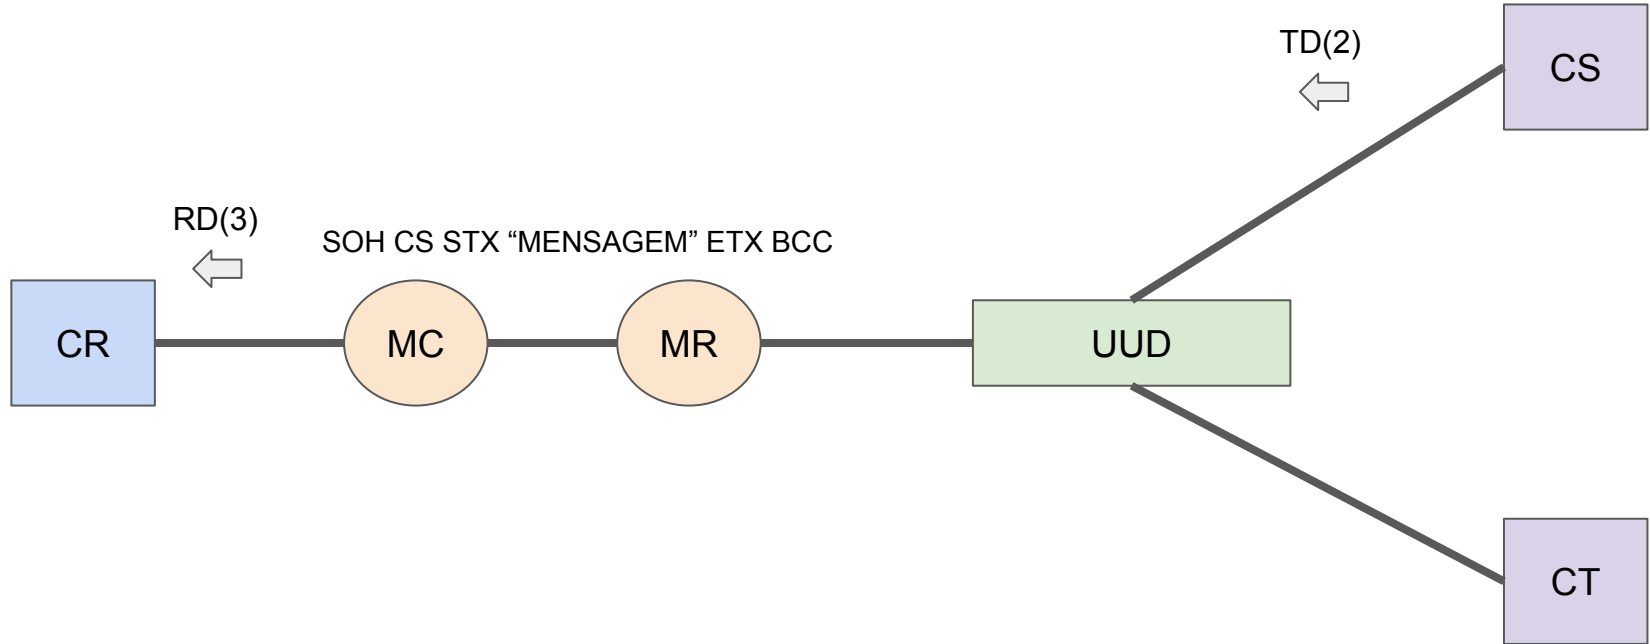 TD(2)
CS
RD(3)
SOH CS STX “MENSAGEM” ETX BCC
CR
MC
MR
UUD
CT